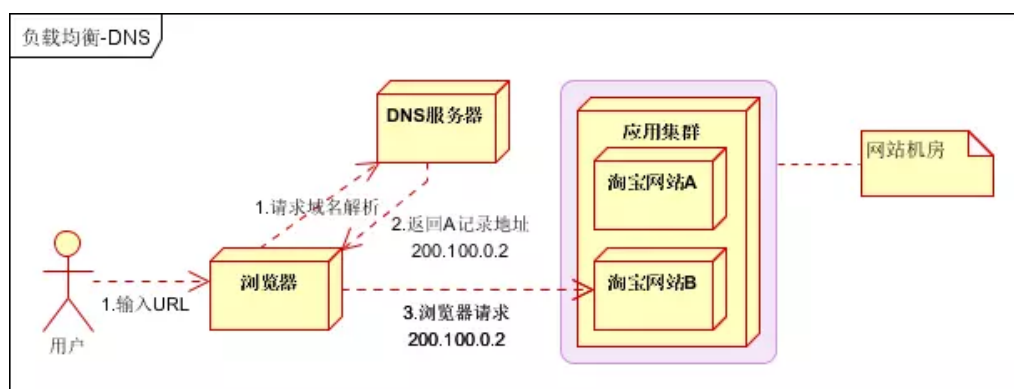 负载均衡-DNS
DNS服务器
应用集群
网站机房
淘宝网站A
1.请求域名解析
2.返回A记录地址
200.100.0.2
浏览器
淘宝网站B
1.输入URL
3.浏览器请求
200.100.0.2
用户